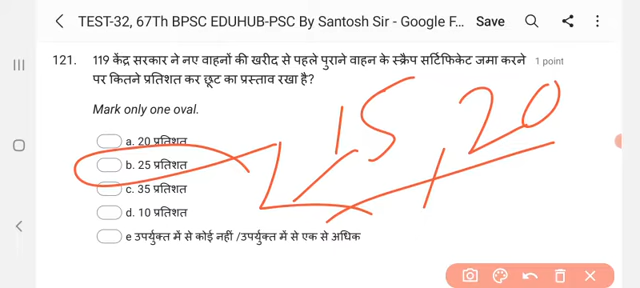 TEST-32, 67Th BPSC EDUHUB-PSC By Santosh Sir - Google F... Save
121. 119 केंद्र सरकार ने नए वाहनों की खरीद से पहले पुराने वाहन के स्क्रैप सर्टिफिकेट जमा करने 1 point
पर कितने प्रतिशत कर छूट का प्रस्ताव रखा है?
Mark only one oval.
15, 20
a. 20 प्रतिशत
b. 25 प्रतिशत
c. 35 प्रतिशत
d. 10 प्रतिशत
e उपर्युक्त में से कोई नहीं /उपर्युक्त में से एक से अधिक